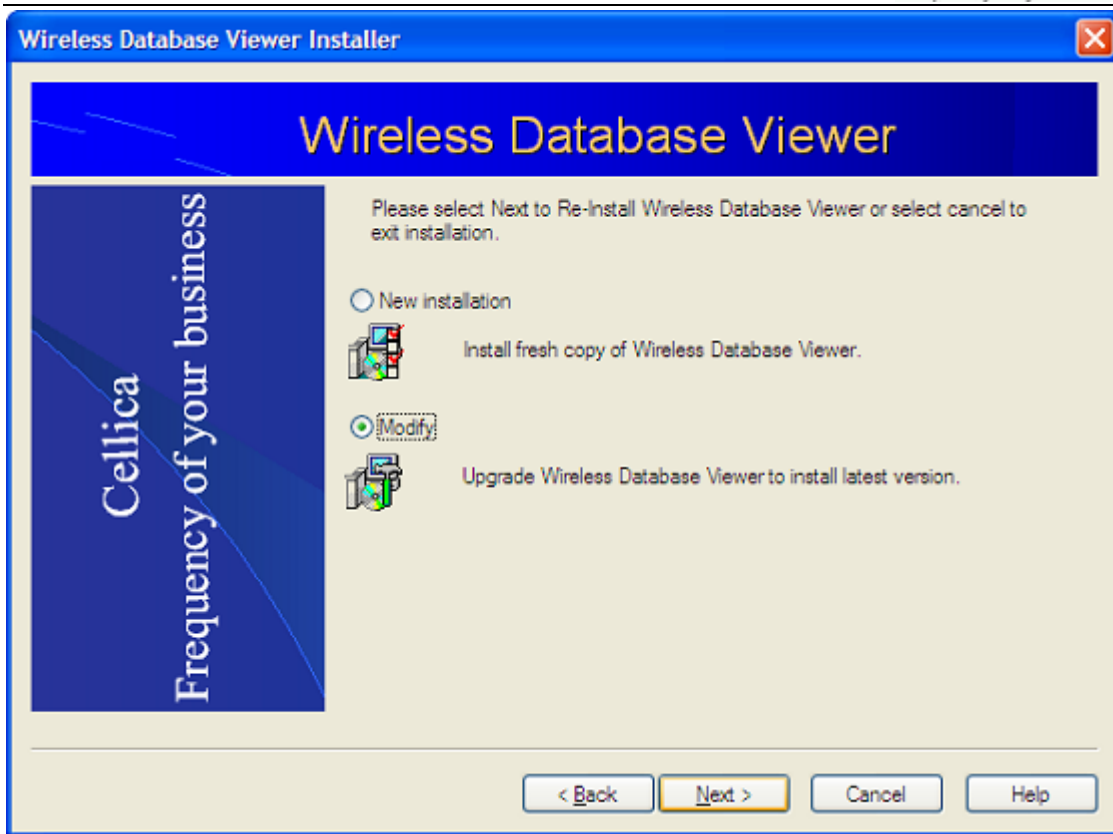 Wireless Database Viewer Installer
Wireless Database Viewer
Cellica
Frequency of your business
Please select Next to Re-Install Wireless Database Viewer or select cancel to
exit installation.
New installation
Install fresh copy of Wireless Database Viewer.
Modify
Upgrade Wireless Database Viewer to install latest version.
< Back
Next >
Cancel
Help